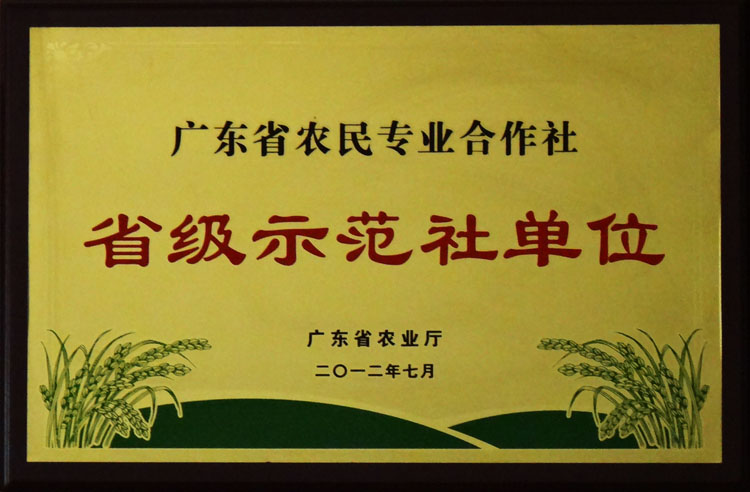 广东省农民专业合作社
省级示范社单位
广东省农业厅
二〇一二年七月